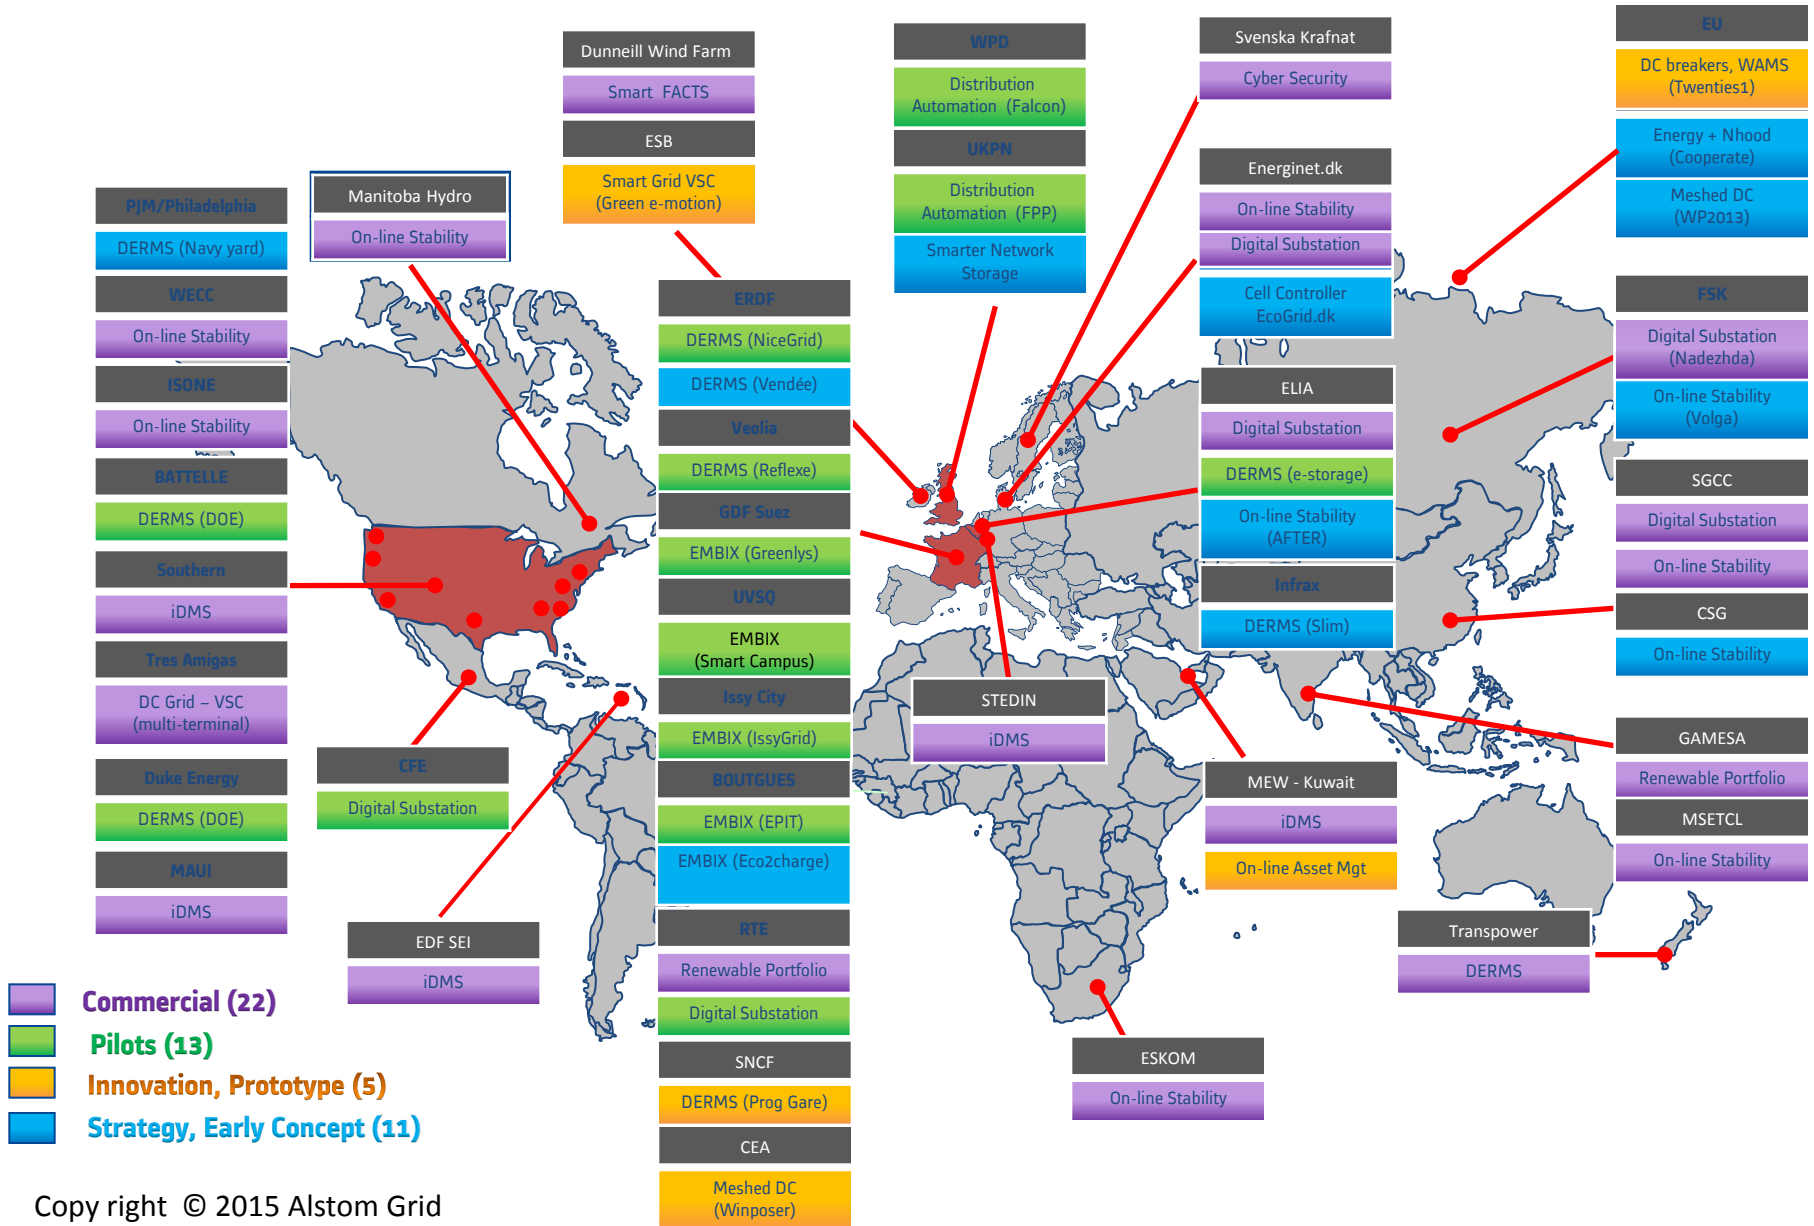 PJM/Philadelphia
DERMS (Navy yard)
WECC
On-line Stability
ISONE
On-line Stability
BATTELLE
DERMS (DOE)
Southern
iDMS
Tres Amigas
DC Grid – VSC
(multi-terminal)
Duke Energy
DERMS (DOE)
MAUI
iDMS
Manitoba Hydro
On-line Stability
CFE
Digital Substation
EDF SEI
iDMS
Dunneill Wind Farm
Smart FACTS
ESB
Smart Grid VSC
(Green e-motion)
ERDF
DERMS (NiceGrid)
DERMS (Vendée)
Veolia
DERMS (Reflexe)
GDF Suez
EMBIX (Greenlys)
UVSQ
EMBIX
(Smart Campus)
Issy City
EMBIX (IssyGrid)
BOUTGUES
EMBIX (EPIT)
EMBIX (Eco2charge)
RTE
Renewable Portfolio
Digital Substation
SNCF
DERMS (Prog Gare)
CEA
Meshed DC
(Winposer)
WPD
Distribution
Automation (Falcon)
UKPN
Distribution
Automation (FPP)
Smarter Network
Storage
STEDIN
iDMS
Svenska Krafnat
Cyber Security
Energinet.dk
On-line Stability
Digital Substation
Cell Controller
EcoGrid.dk
ELIA
Digital Substation
DERMS (e-storage)
On-line Stability
(AFTER)
Infrax
DERMS (Slim)
MEW - Kuwait
iDMS
On-line Asset Mgt
ESKOM
On-line Stability
EU
DC breakers, WAMS
(Twenties1)
Energy + Nhood
(Cooperate)
Meshed DC
(WP2013)
FSK
Digital Substation
(Nadezhda)
On-line Stability
(Volga)
SGCC
Digital Substation
On-line Stability
CSG
On-line Stability
GAMESA
Renewable Portfolio
MSETCL
On-line Stability
Transpower
DERMS
Commercial (22)
Pilots (13)
Innovation, Prototype (5)
Strategy, Early Concept (11)
Copy right © 2015 Alstom Grid